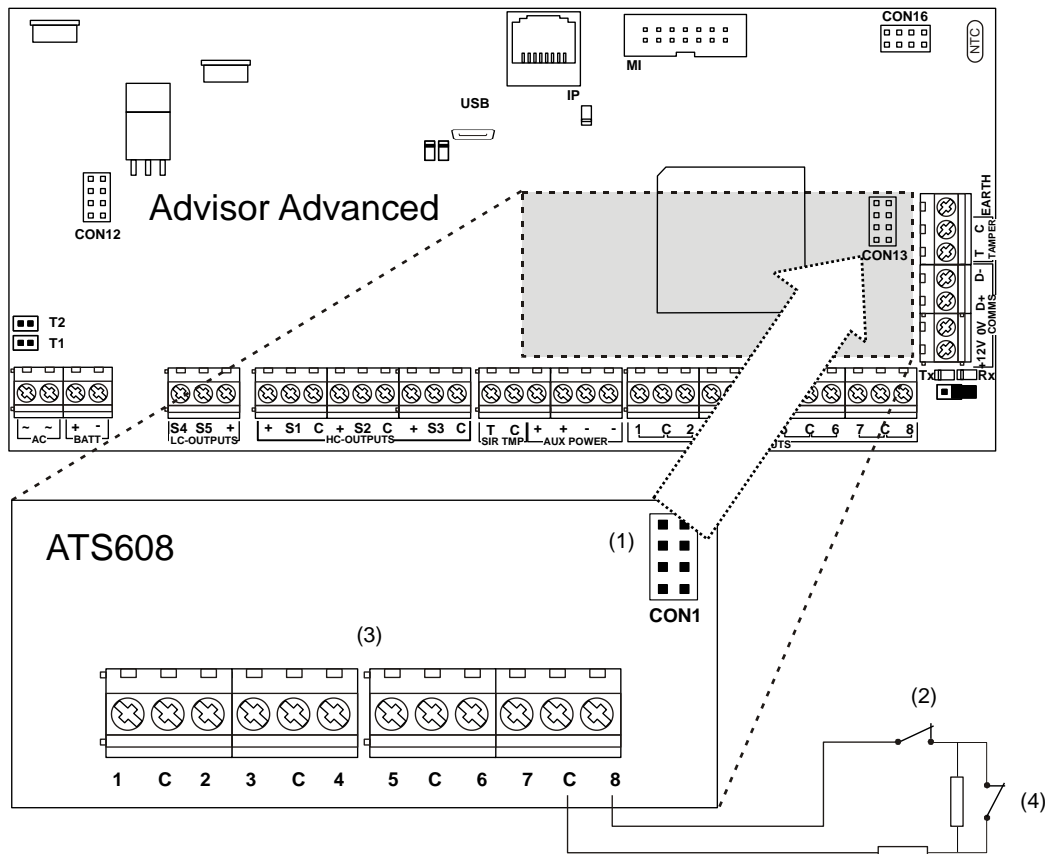 CON16
NTC
MI
IP
USB
CON12
Advisor Advanced
CON13
EARTH
C
T
TAMPER
D-
D+
COMMS
0V
+12V
T2
T1
Tx
Rx
~ ~
AC
+ -
BATT
S4 S5 +
LC-OUTPUTS
+ S1 C + S2 C + S3 C
HC-OUTPUTS
T C
SIR TMP
+ + - -
AUX POWER
1 C 2
C 6 7 C 8
ATS608
(1)
CON1
(3)
1 C 2 3 C 4 5 C 6 7 C 8
(2)
(4)